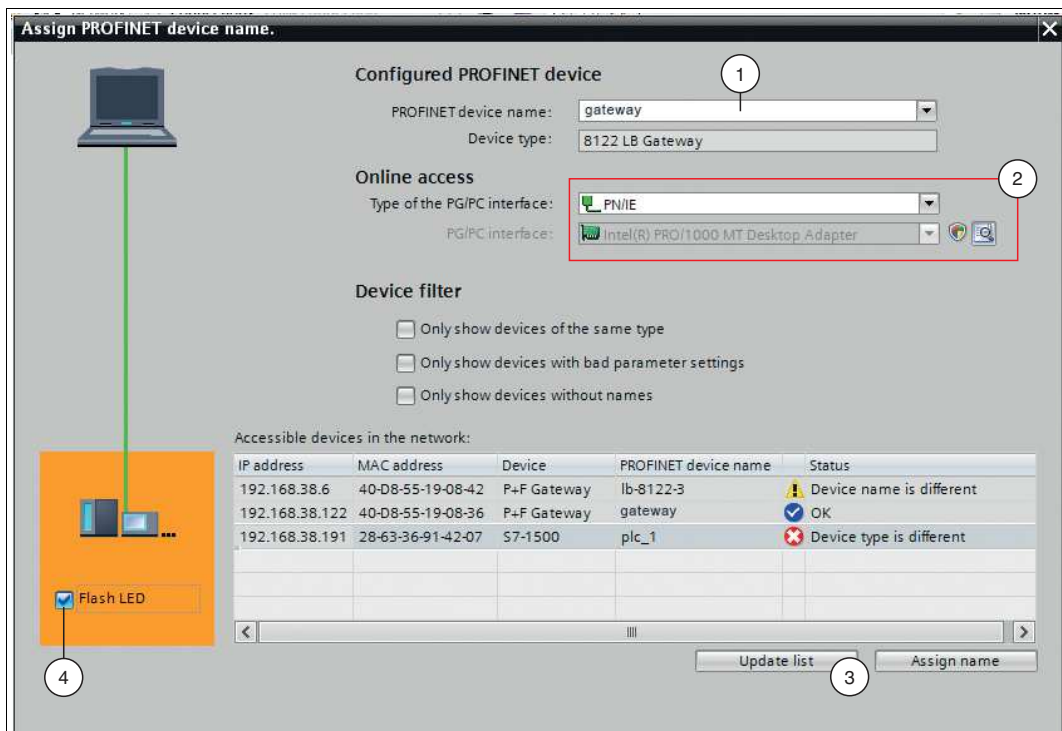 Assign PROFINET device name.
Configured PROFINET device
1
PROFINET device name: gateway
Device type: 8122 LB Gateway
Online access
2
Type of the PG/PC interface: PN/IE
PG/PC interface: Intel(R) PRO/1000 MT Desktop Adapter
Device filter
Only show devices of the same type
Only show devices with bad parameter settings
Only show devices without names
Accessible devices in the network:
IP address MAC address Device PROFINET device name Status
192.168.38.6 40-D8-55-19-08-42 P+F Gateway lb-8122-3 Device name is different
192.168.38.122 40-D8-55-19-08-36 P+F Gateway gateway OK
192.168.38.191 28-63-36-91-42-07 S7-1500 plc_1 Device type is different
Flash LED
Update list Assign name
4
3